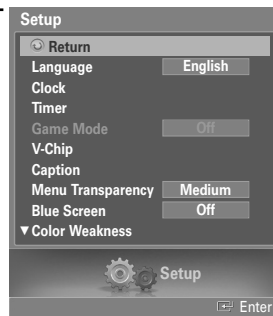 Setup
Return
Language English
Clock
Timer
Game Mode Off
V-Chip
Caption
Menu Transparency Medium
Blue Screen Off
▼Color Weakness
Setup
Enter